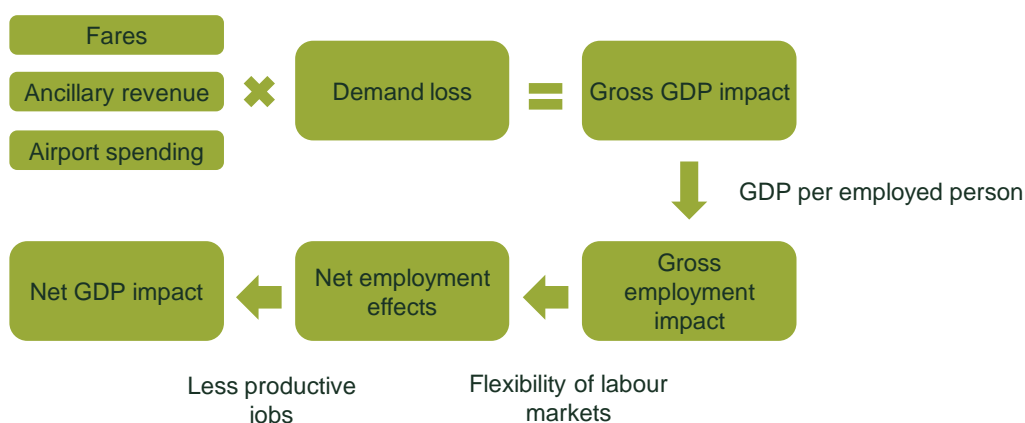 Fares
Ancillary revenue
Airport spending
Demand loss
Gross GDP impact
GDP per employed person
Gross
employment
impact
Net employment
effects
Net GDP impact
Flexibility of labour
markets
Less productive
jobs